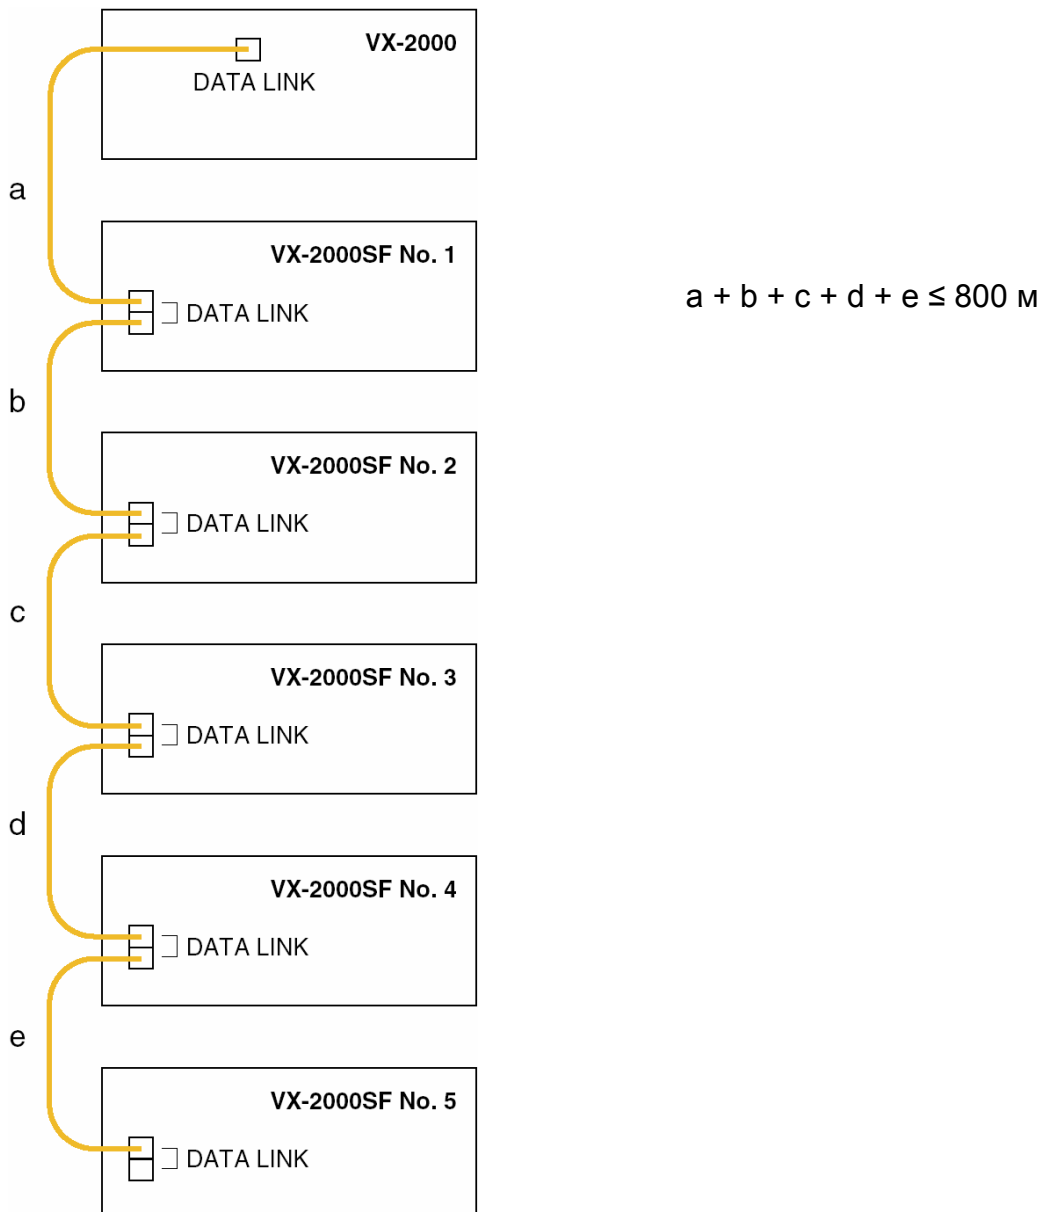 VX-2000
DATA LINK
a
VX-2000SF No. 1
a + b + c + d + e ≤ 800 м
DATA LINK
b
VX-2000SF No. 2
DATA LINK
c
VX-2000SF No. 3
DATA LINK
d
VX-2000SF No. 4
DATA LINK
e
VX-2000SF No. 5
DATA LINK